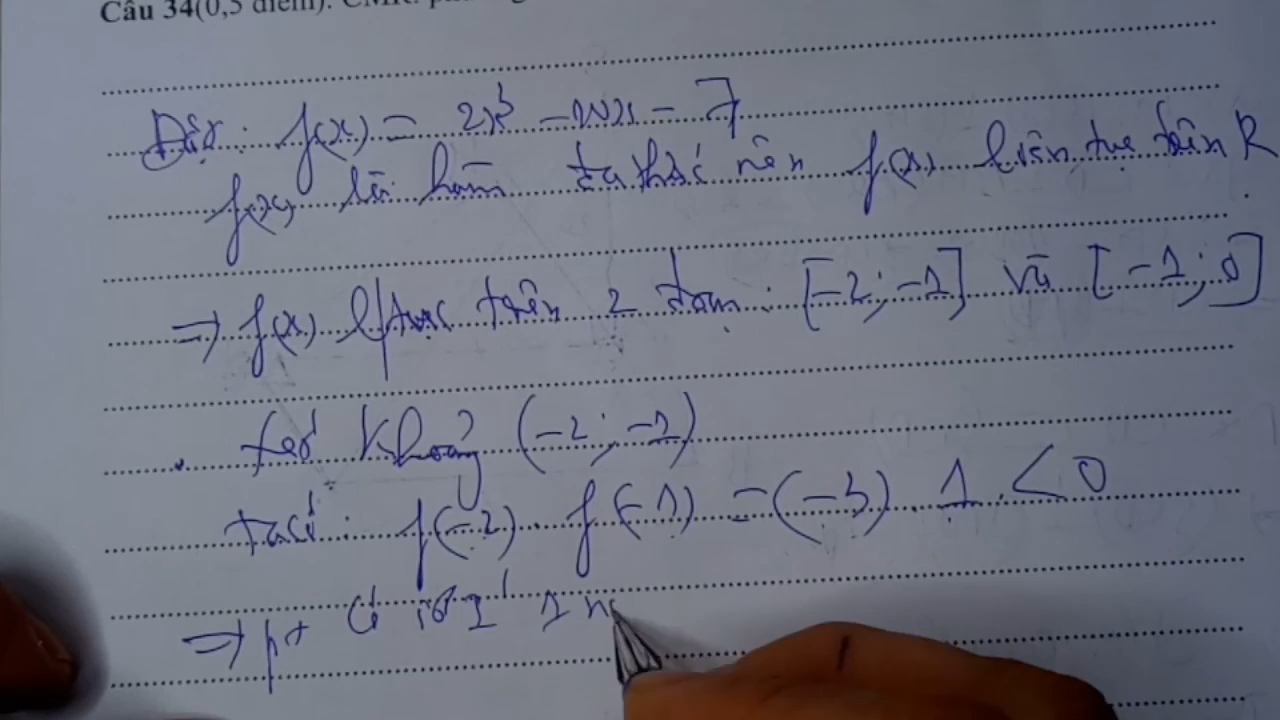 Câu 34(0,5 điểm). CMR:
Đặt: f(x) = 2x³ - 10x - 7
f(x) là hàm đa thức nên f(x) liên tục trên R.
⇒ f(x) l/tục trên 2 đoạn: [-2; -1] và [-1; 0]
. Xét khoảng (-2; -1)
ta có: f(-2). f(-1) = (-3). 1 < 0
⇒ pt có ít 1